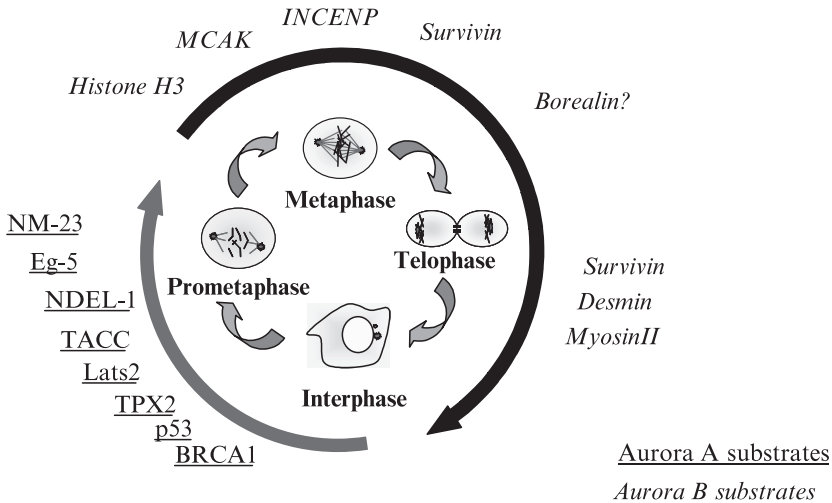 INCENP
MCAK
Survivin
Histone H3
Borealin?
Metaphase
NM-23
Telophase
Eg-5
Survivin
Prometaphase
NDEL-1
Desmin
MyosinII
TACC
Lats2
Interphase
TPX2
p53
BRCA1
Aurora A substrates
Aurora B substrates